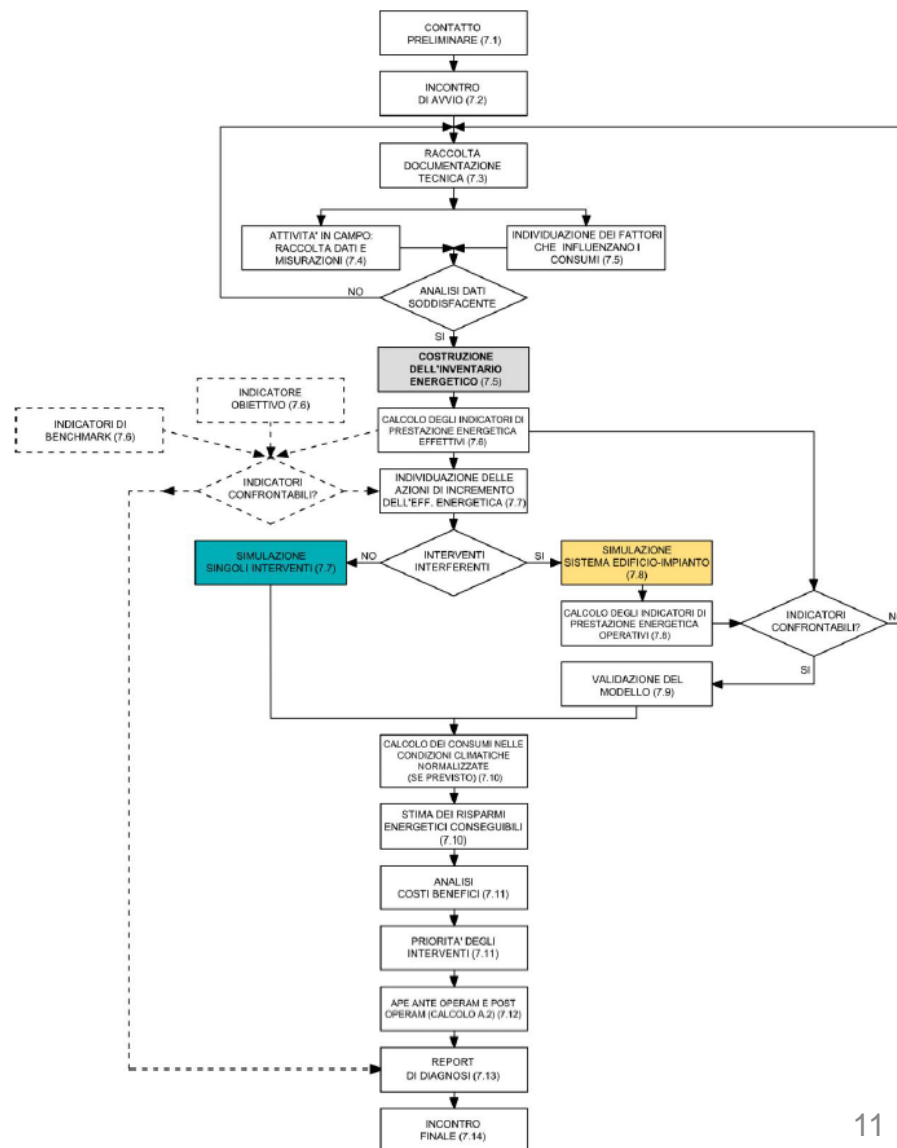 CONTATTO
PRELIMINARE (7.1)
INCONTRO
DI AVVIO (7.2)
RACCOLTA
DOCUMENTAZIONE
TECNICA (7.3)
ATTIVITA' IN CAMPO:
RACCOLTA DATI E
MISURAZIONI (7.4)
INDIVIDUAZIONE DEI FATTORI
CHE INFLUENZANO I
CONSUMI (7.5)
NO
ANALISI DATI
SODDISFACENTE
SI
COSTRUZIONE
DELL'INVENTARIO
ENERGETICO (7.5)
INDICATORE
OBIETTIVO (7.6)
INDICATORI DI
BENCHMARK (7.6)
CALCOLO DEGLI INDICATORI DI
PRESTAZIONE ENERGETICA
EFFETTIVI (7.6)
INDICATORI
CONFRONTABILI?
INDIVIDUAZIONE DELLE
AZIONI DI INCREMENTO
DELL'EFF. ENERGETICA (7.7)
SIMULAZIONE
SINGOLI INTERVENTI (7.7)
NO
INTERVENTI
INTERFERENTI
SI
SIMULAZIONE
SISTEMA EDIFICIO-IMPIANTO
(7.8)
CALCOLO DEGLI INDICATORI DI
PRESTAZIONE ENERGETICA
OPERATIVI (7.8)
INDICATORI
CONFRONTABILI?
SI
VALIDAZIONE DEL
MODELLO (7.9)
CALCOLO DEI CONSUMI NELLE
CONDIZIONI CLIMATICHE
NORMALIZZATE
(SE PREVISTO) (7.10)
STIMA DEI RISPARMI
ENERGETICI CONSEGUIBILI
(7.10)
ANALISI
COSTI BENEFICI (7.11)
PRIORITA' DEGLI
INTERVENTI (7.11)
APE ANTE OPERAM E POST
OPERAM (CALCOLO A.2) (7.12)
REPORT
DI DIAGNOSI (7.13)
INCONTRO
FINALE (7.14)
11